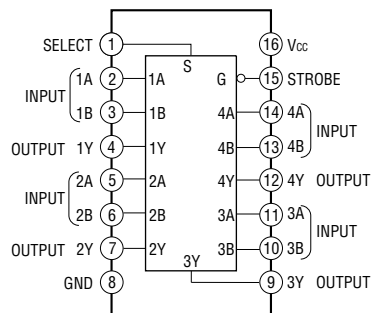 SELECT 1 S 16 Vcc
1A 2 1A G 15 STROBE
INPUT
1B 3 1B 4A 14 4A
INPUT
OUTPUT 1Y 4 1Y 4B 13 4B
2A 5 2A 4Y 12 4Y OUTPUT
INPUT
2B 6 2B 3A 11 3A
INPUT
OUTPUT 2Y 7 2Y 3B 10 3B
GND 8 3Y 9 3Y OUTPUT